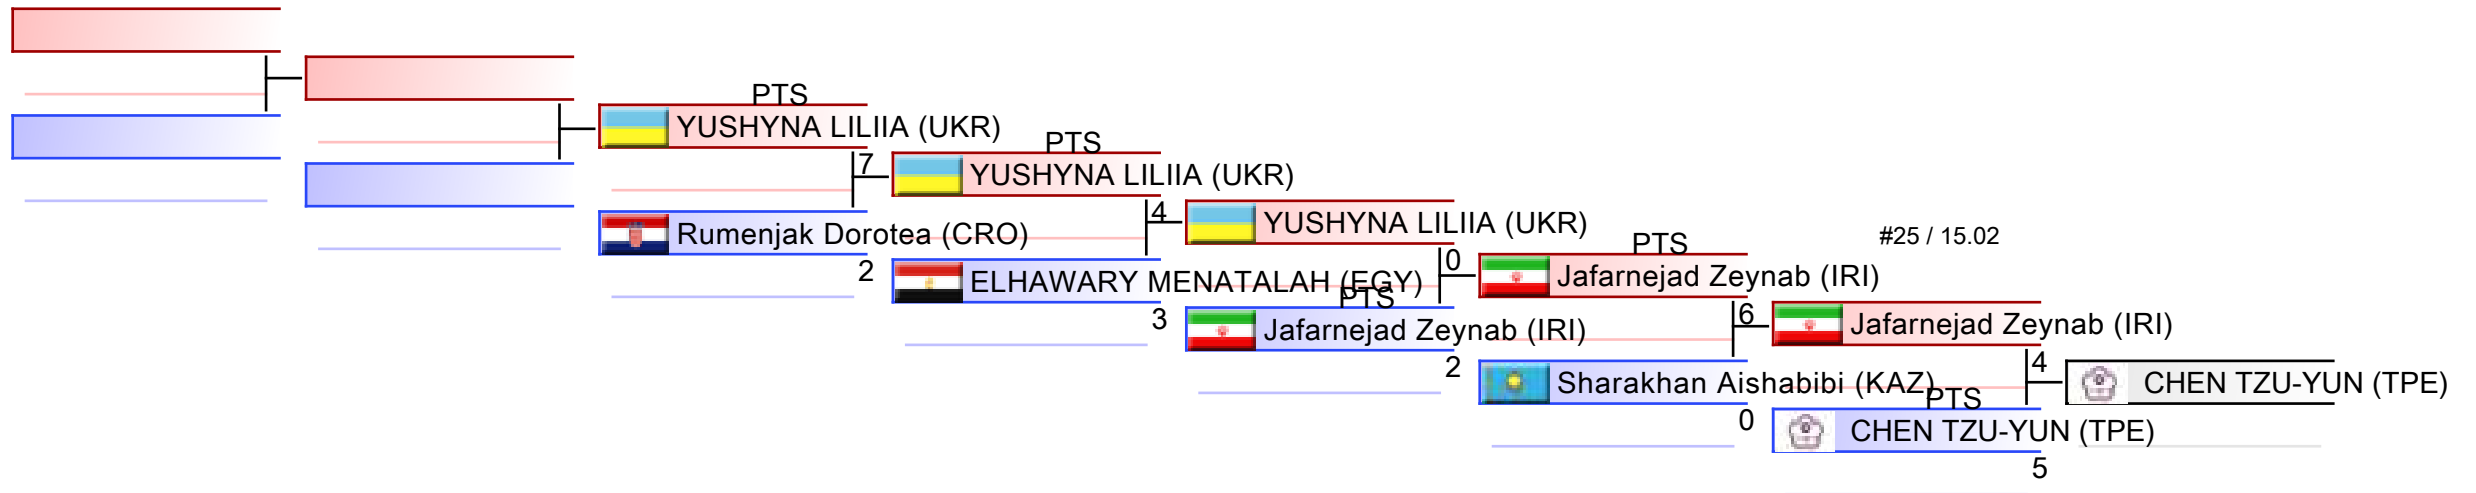 PTS
YUSHYNA LILIIA (UKR)
7
Rumenjak Dorotea (CRO)
2
PTS
YUSHYNA LILIIA (UKR)
4
ELHAWARY MENATALAH (EGY)
3
YUSHYNA LILIIA (UKR)
0
PTS
Jafarnejad Zeynab (IRI)
2
PTS
Jafarnejad Zeynab (IRI)
6
Sharakhan Aishabibi (KAZ)
0
#25 / 15.02
Jafarnejad Zeynab (IRI)
4
PTS
CHEN TZU-YUN (TPE)
5
CHEN TZU-YUN (TPE)